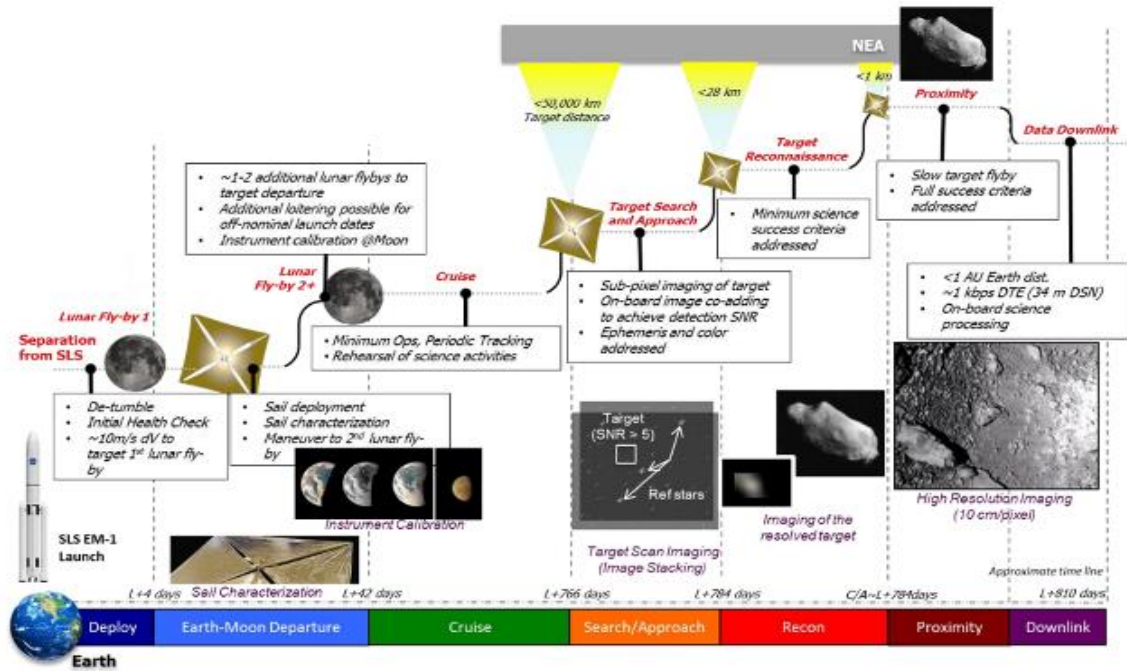 NEA
<50,000 km
Target distance
<28 km
<1 km
Proximity
Data Downlink
Target
Reconnaissance
• Slow target flyby
• Full success criteria
addressed
• ~1-2 additional lunar flybys to
target departure
• Additional loitering possible for
off-nominal launch dates
• Instrument calibration @Moon
Target Search
and Approach
• Minimum science
success criteria
addressed
Lunar
Fly-by 2+
Cruise
• Sub-pixel imaging of target
• On-board image co-adding
to achieve detection SNR
• Ephemeris and color
addressed
• <1 AU Earth dist.
• ~1 kbps DTE (34 m DSN)
• On-board science
processing
Lunar Fly-by 1
Separation
from SLS
• Minimum Ops, Periodic Tracking
• Rehearsal of science activities
• De-tumble
• Initial Health Check
• ~10m/s dV to
target 1st lunar fly-
by
• Sail deployment
• Sail characterization
• Maneuver to 2nd lunar fly-
by
Target
(SNR > 5)
Ref stars
Instrument Calibration
High Resolution Imaging
(10 cm/pixel)
Imaging of the
resolved target
SLS EM-1
Launch
Target Scan Imaging
(Image Stacking)
Approximate time line
L+4 days
Sail Characterization
L+42 days
L+766 days
L+784 days
C/A~L+784days
L+810 days
Deploy
Earth-Moon Departure
Cruise
Search/Approach
Recon
Proximity
Downlink
Earth